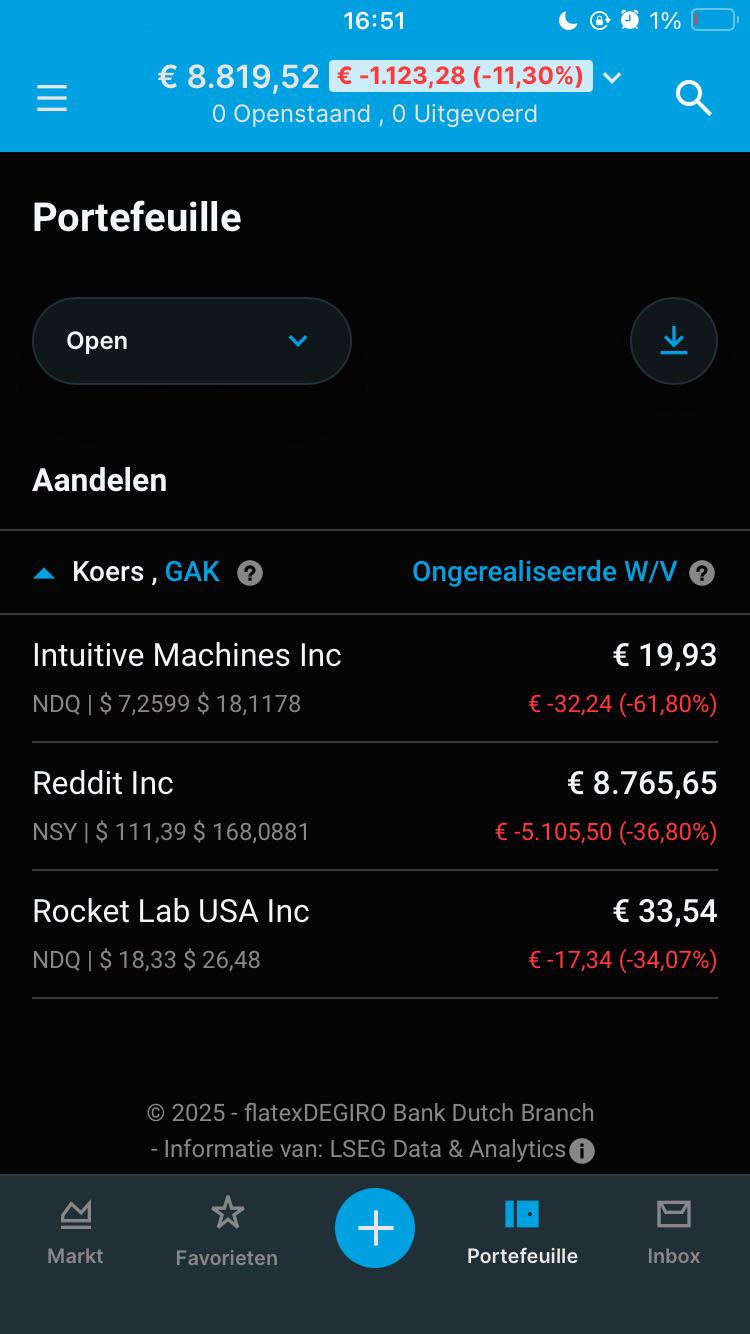 16:51 1%
€ 8.819,52 € -1.123,28 (-11,30%)
0 Openstaand , 0 Uitgevoerd
Portefeuille
Open
Aandelen
Koers , GAK ? Ongerealiseerde W/V ?
Intuitive Machines Inc € 19,93
NDQ | $ 7,2599 $ 18,1178 € -32,24 (-61,80%)
Reddit Inc € 8.765,65
NSY | $ 111,39 $ 168,0881 € -5.105,50 (-36,80%)
Rocket Lab USA Inc € 33,54
NDQ | $ 18,33 $ 26,48 € -17,34 (-34,07%)
© 2025 - flatexDEGIRO Bank Dutch Branch
- Informatie van: LSEG Data & Analytics i
Markt Favorieten Portefeuille Inbox